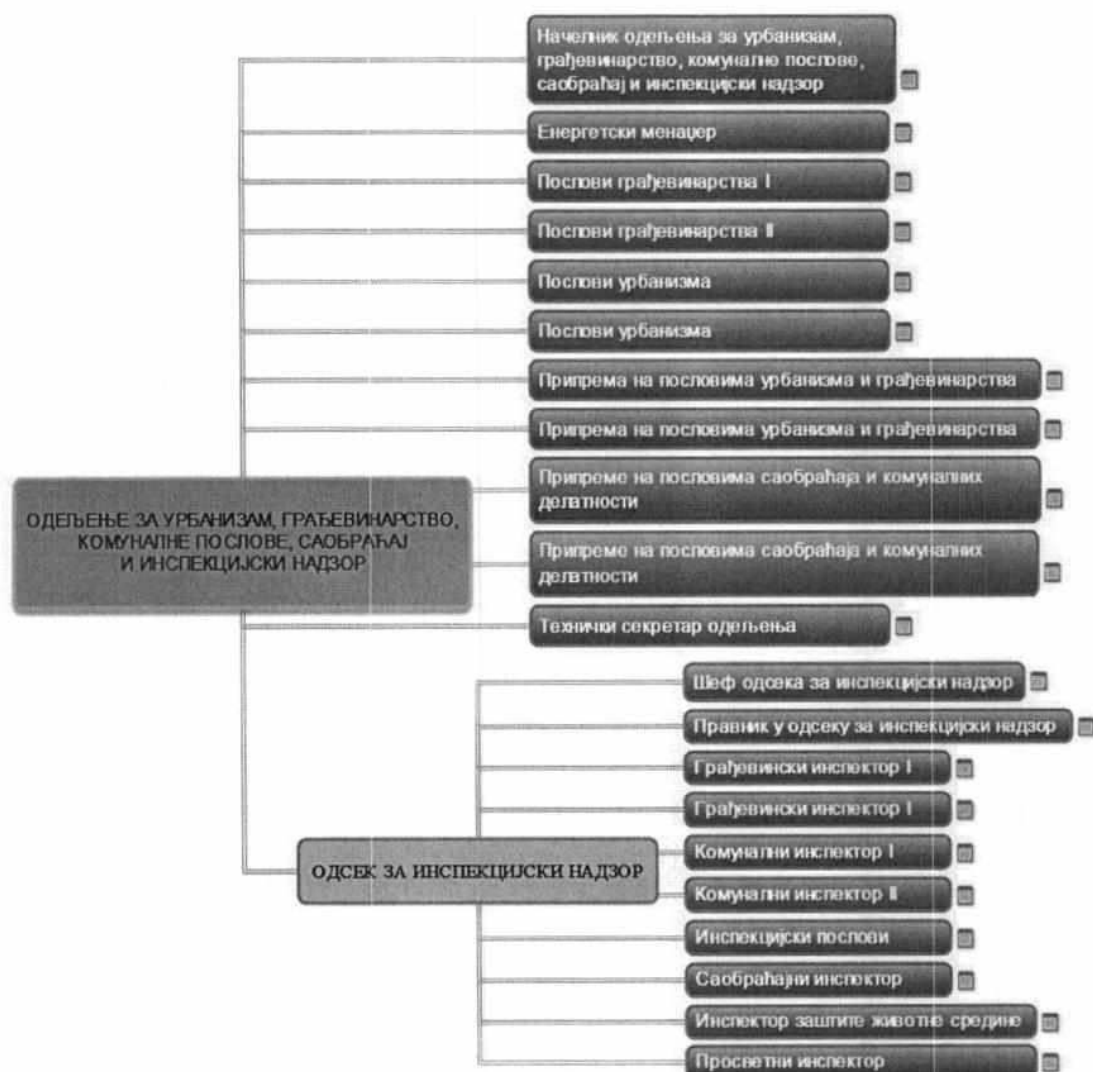 Начелник одељења за урбанизам,
грађевинарство, комуналне послове,
саобраћај и инспекцијски надзор
Енергетски менаџер
Послови грађевинарства I
Послови грађевинарства II
Послови урбанизма
Послови урбанизма
Припрема на пословима урбанизма и грађевинарства
Припрема на пословима урбанизма и грађевинарства
Припреме на пословима саобраћаја и комуналних
делатности
Припреме на пословима саобраћаја и комуналних
делатности
Технички секретар одељења
ОДЕЉЕЊЕ ЗА УРБАНИЗАМ, ГРАЂЕВИНАРСТВО,
КОМУНАЛНЕ ПОСЛОВЕ, САОБРАЋАЈ
И ИНСПЕКЦИЈСКИ НАДЗОР
Шеф одсека за инспекцијски надзор
Правник у одсеку за инспекцијски надзор
Грађевински инспектор I
Грађевински инспектор I
Комунални инспектор I
Комунални инспектор II
Инспекцијски послови
Саобраћајни инспектор
Инспектор заштите животне средине
Просветни инспектор
ОДСЕК ЗА ИНСПЕКЦИЈСКИ НАДЗОР